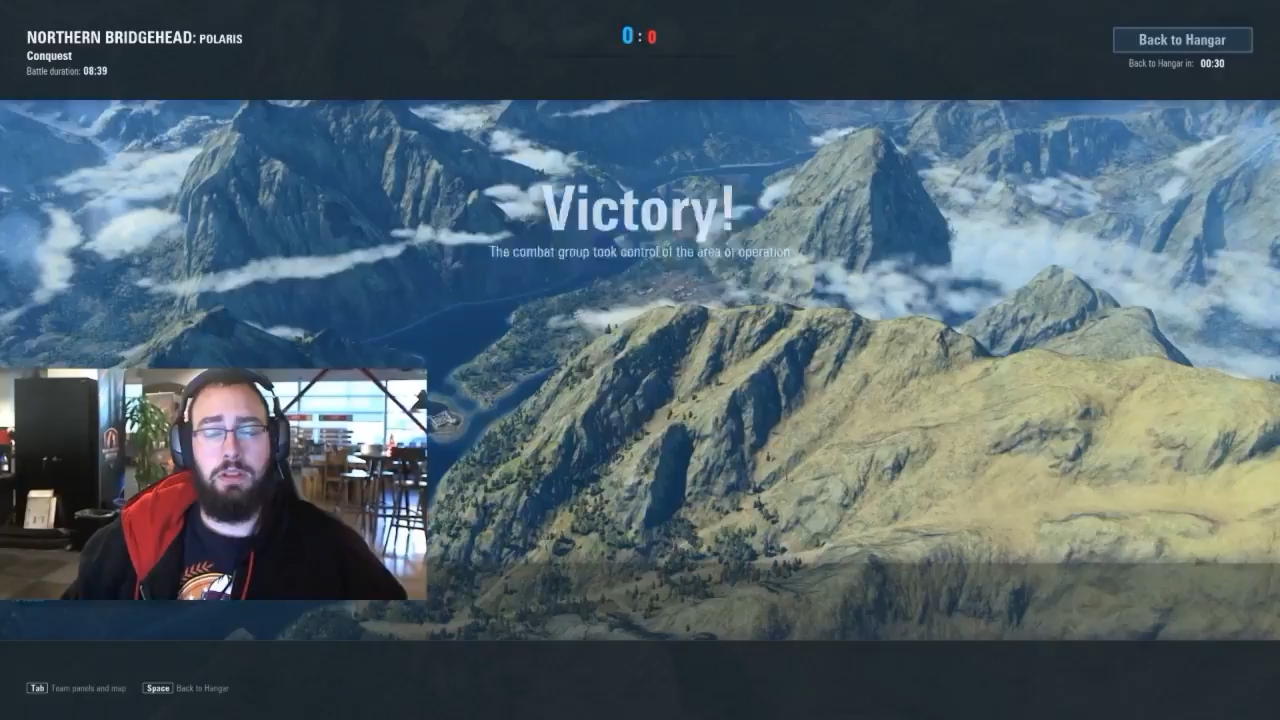 NORTHERN BRIDGEHEAD: POLARIS
Conquest
Battle duration: 08:39
0 : 0
Back to Hangar
Back to Hangar in: 00:30
Victory!
The combat group took control of the area of operation
Tab Team panels and map Space Back to Hangar